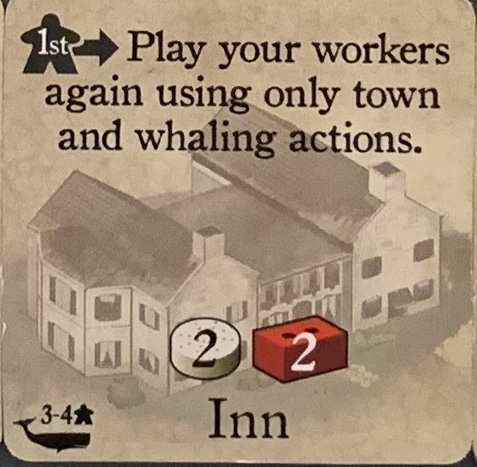 1st Play your workers
again using only town
and whaling actions.
2 2
3-4
Inn